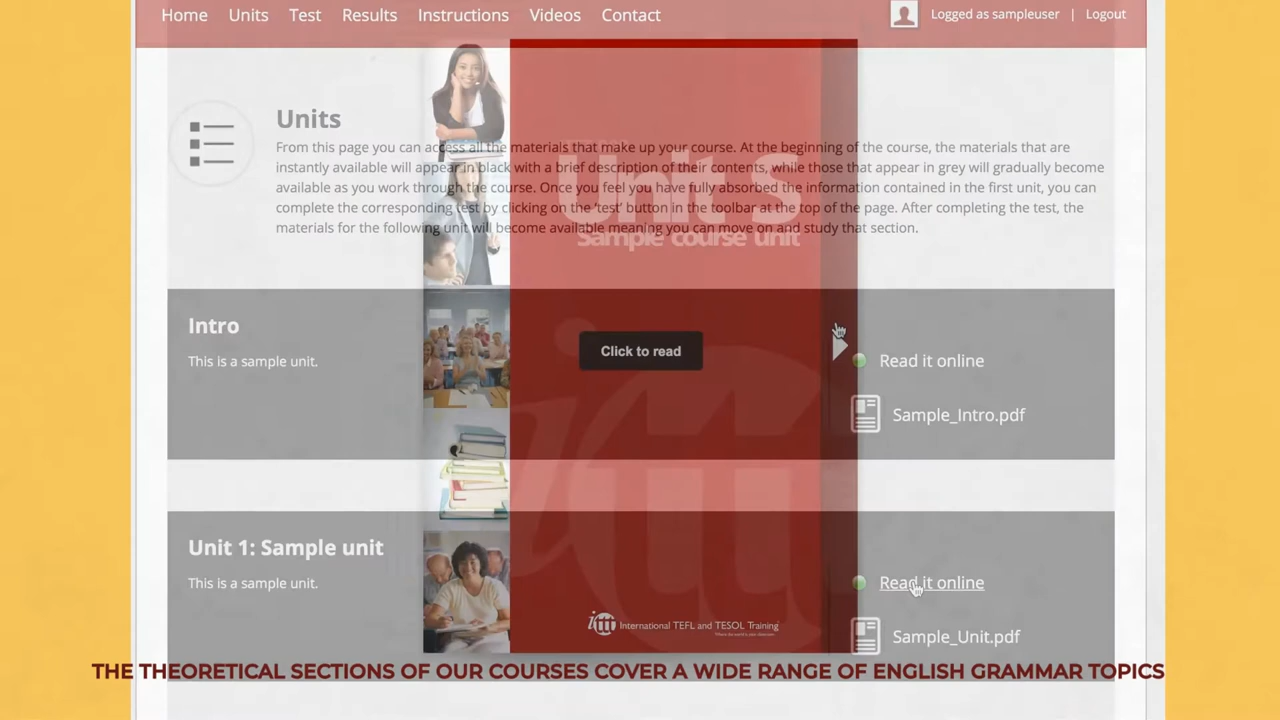 Home Units Test Results Instructions Videos Contact
Logged as sampleuser | Logout
Units
From this page you can access all the materials that make up your course. At the beginning of the course, the materials that are
instantly available will appear in black with a brief description of their contents, while those that appear in grey will gradually become
available as you work through the course. Once you feel you have fully absorbed the information contained in the first unit, you can
complete the corresponding test by clicking on the 'test' button in the toolbar at the top of the page. After completing the test, the
materials for the following unit will become available meaning you can move on and study that section.
Unit S
Sample course unit
Intro
This is a sample unit.
Click to read
Read it online
Sample_Intro.pdf
Unit 1: Sample unit
This is a sample unit.
Read it online
Sample_Unit.pdf
ittt International TEFL and TESOL Training
THE THEORETICAL SECTIONS OF OUR COURSES COVER A WIDE RANGE OF ENGLISH GRAMMAR TOPICS